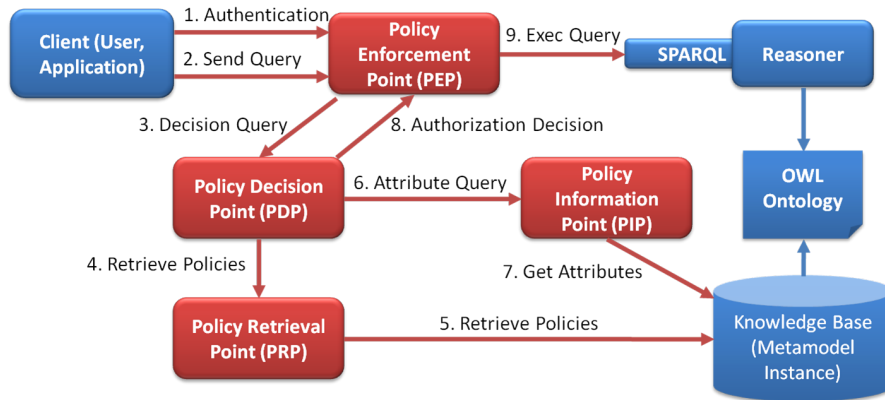 1. Authentication
Client (User,
Application)
2. Send Query
Policy
Enforcement
Point (PEP)
9. Exec Query
SPARQL
Reasoner
3. Decision Query
8. Authorization Decision
OWL
Ontology
Policy Decision
Point (PDP)
6. Attribute Query
Policy
Information
Point (PIP)
4. Retrieve Policies
7. Get Attributes
Policy Retrieval
Point (PRP)
5. Retrieve Policies
Knowledge Base
(Metamodel
Instance)